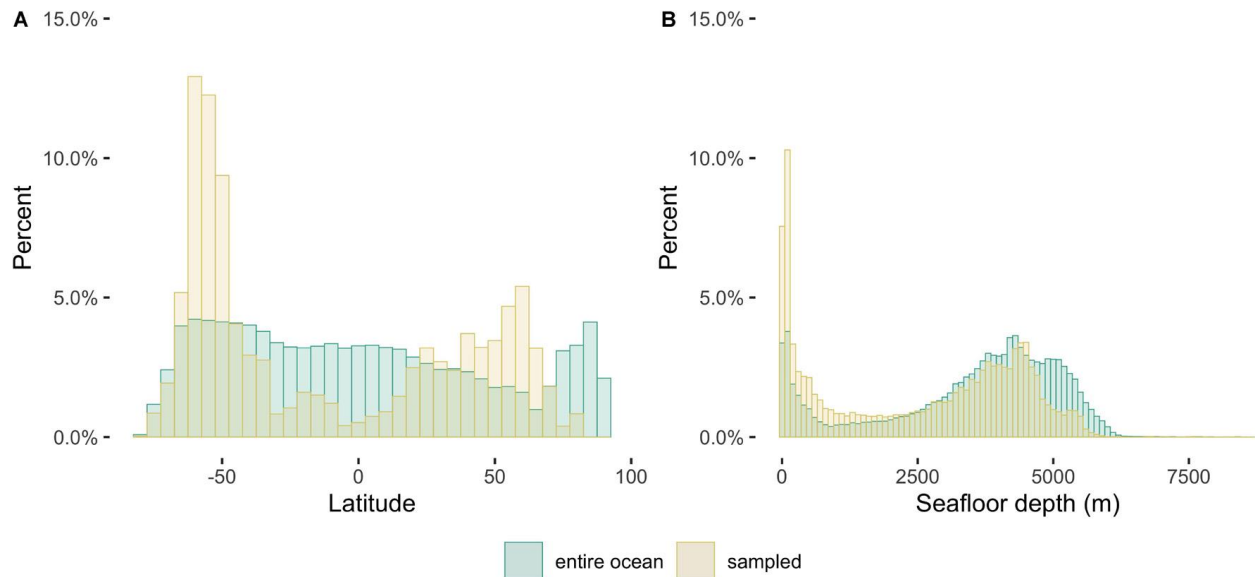 A
15.0%
10.0%
5.0%
0.0%
Percent
-50 0 50 100
Latitude
B
15.0%
10.0%
5.0%
0.0%
Percent
0 2500 5000 7500
Seafloor depth (m)
entire ocean sampled